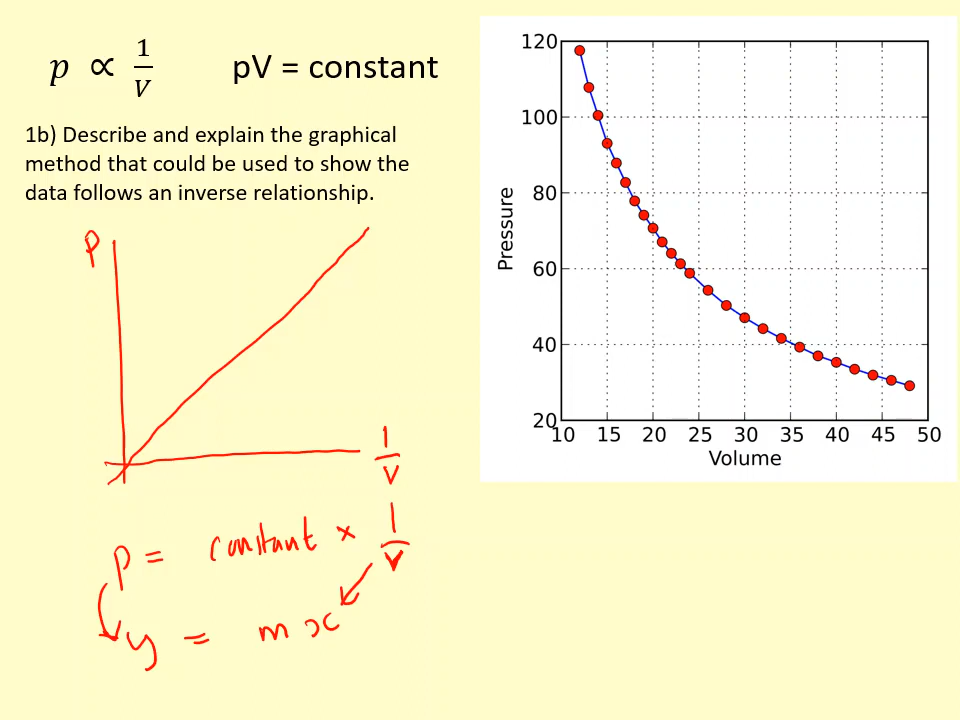 p ∝ 1/V
pV = constant
1b) Describe and explain the graphical
method that could be used to show the
data follows an inverse relationship.
P
1/V
p = constant × 1/V
y = mx
120
100
80
60
40
20
Pressure
10 15 20 25 30 35 40 45 50
Volume